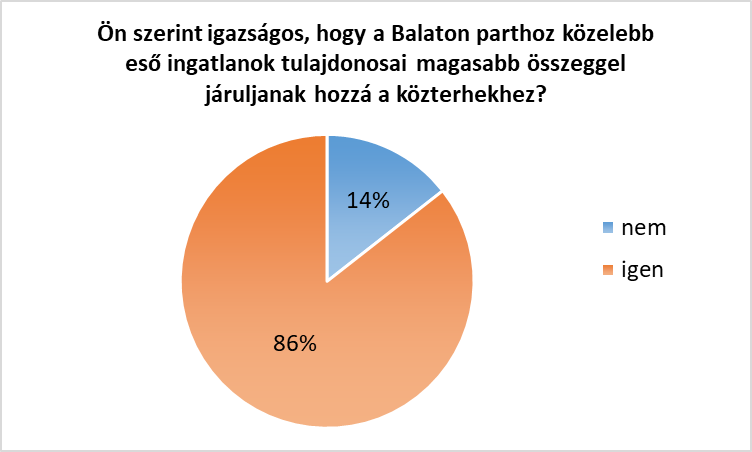 Ön szerint igazságos, hogy a Balaton parthoz közelebb
eső ingatlanok tulajdonosai magasabb összeggel
járuljanak hozzá a közterhekhez?
14%
86%
nem
igen